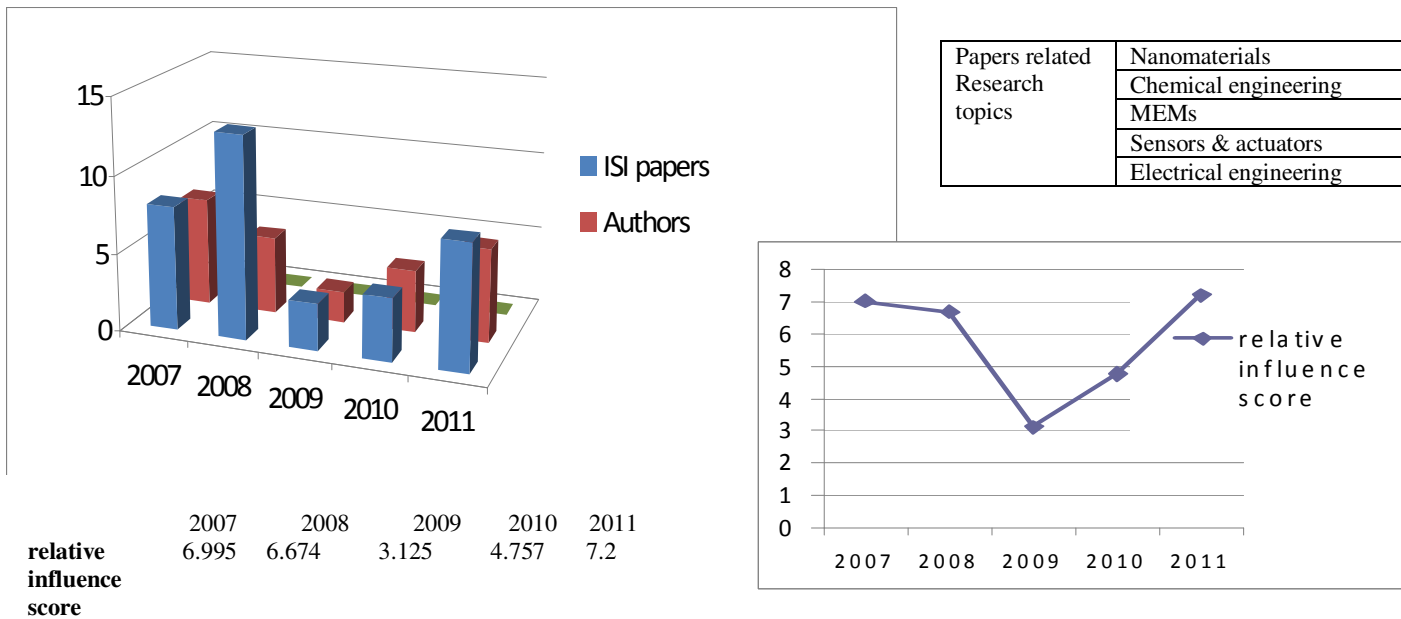 15
10
5
0
2007
2008
2009
2010
2011
ISI papers
Authors
Papers related
Research
topics
Nanomaterials
Chemical engineering
MEMs
Sensors & actuators
Electrical engineering
8
7
6
5
4
3
2
1
0
2007 2008 2009 2010 2011
relative
influence
score
2007 2008 2009 2010 2011
relative 6.995 6.674 3.125 4.757 7.2
influence
score